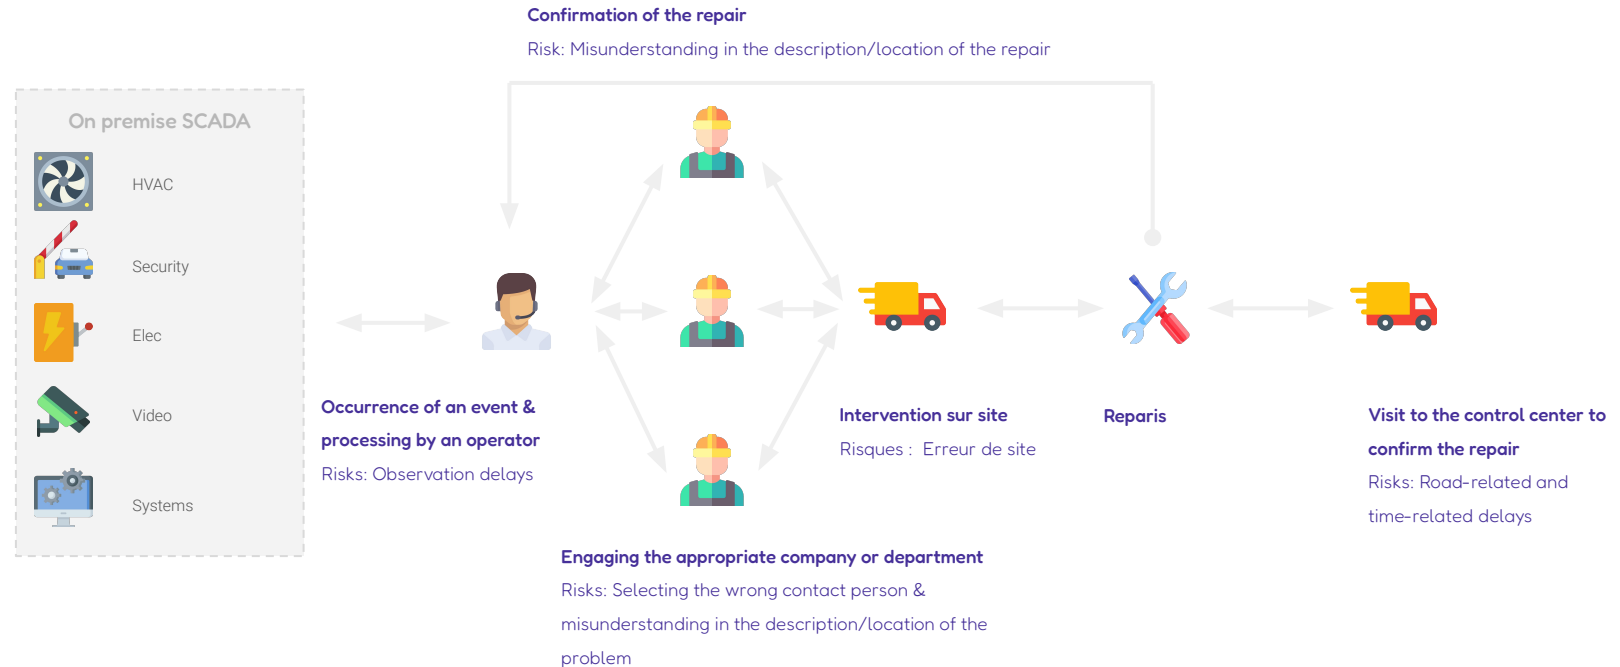 Confirmation of the repair
Risk: Misunderstanding in the description/location of the repair
On premise SCADA
HVAC
Security
Elec
Video
Systems
Occurrence of an event &
processing by an operator
Risks: Observation delays
Engaging the appropriate company or department
Risks: Selecting the wrong contact person &
misunderstanding in the description/location of the
problem
Intervention sur site
Risques :  Erreur de site
Reparis
Visit to the control center to
confirm the repair
Risks: Road-related and
time-related delays